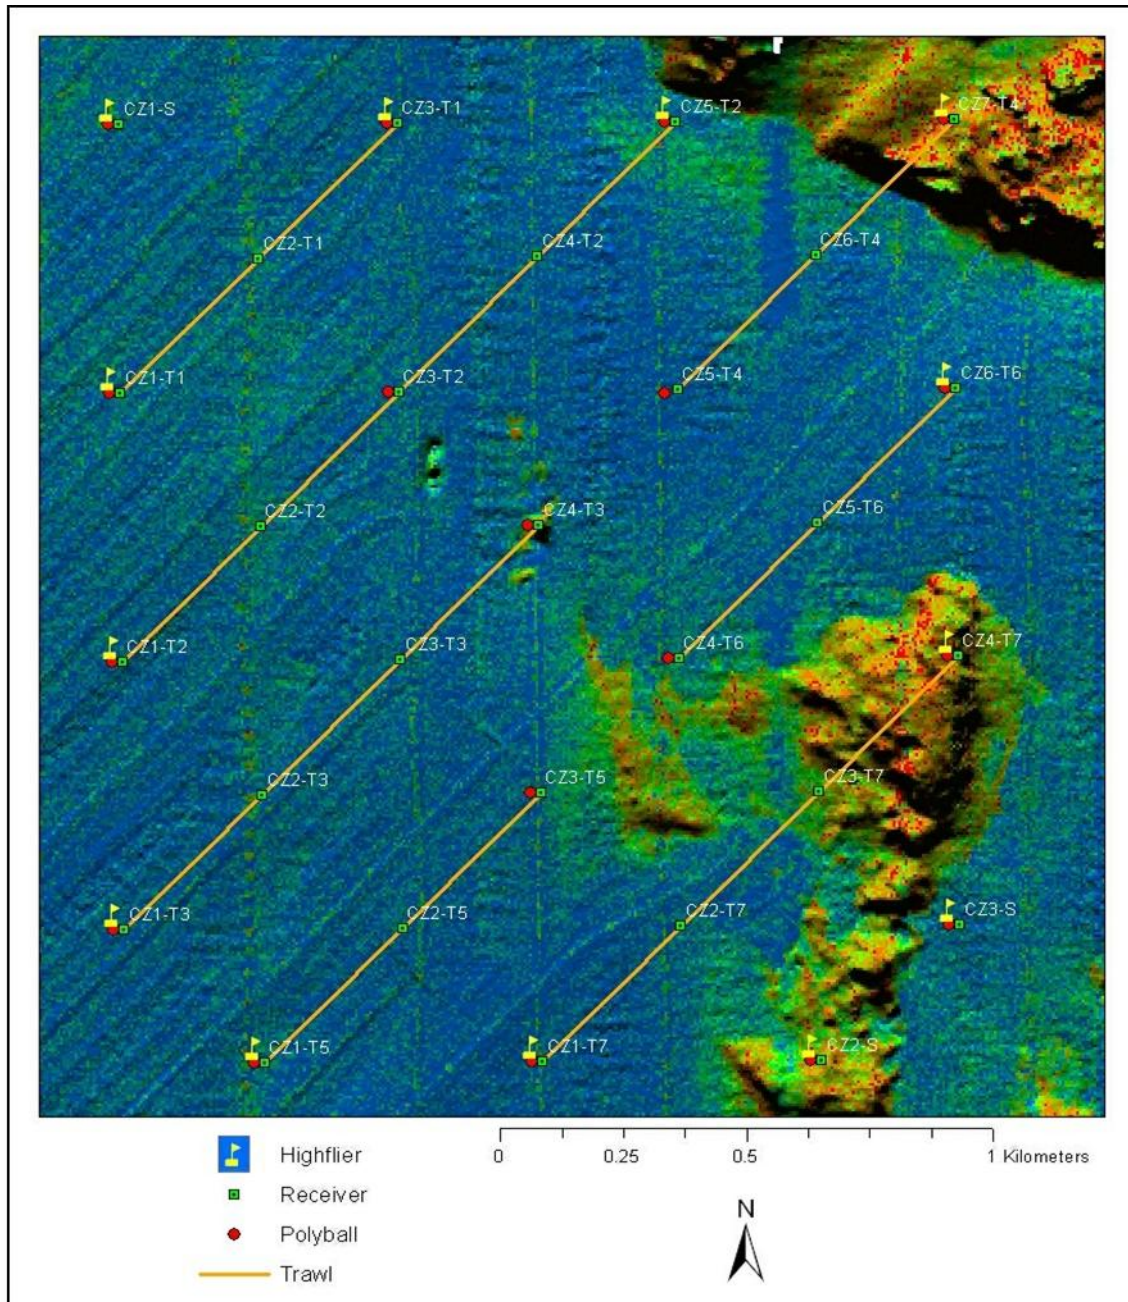 CZ1-S
CZ3-T1
CZ5-T2
CZ7-T4
CZ2-T1
CZ4-T2
CZ6-T4
CZ1-T1
CZ3-T2
CZ5-T4
CZ6-T6
CZ2-T2
CZ4-T3
CZ5-T6
CZ1-T2
CZ3-T3
CZ4-T6
CZ4-T7
CZ2-T3
CZ3-T5
CZ3-T7
CZ1-T3
CZ2-T5
CZ2-T7
CZ3-S
CZ1-T5
CZ1-T7
CZ2-S
0 0.25 0.5 1 Kilometers
Highflier
Receiver
Polyball
Trawl
N